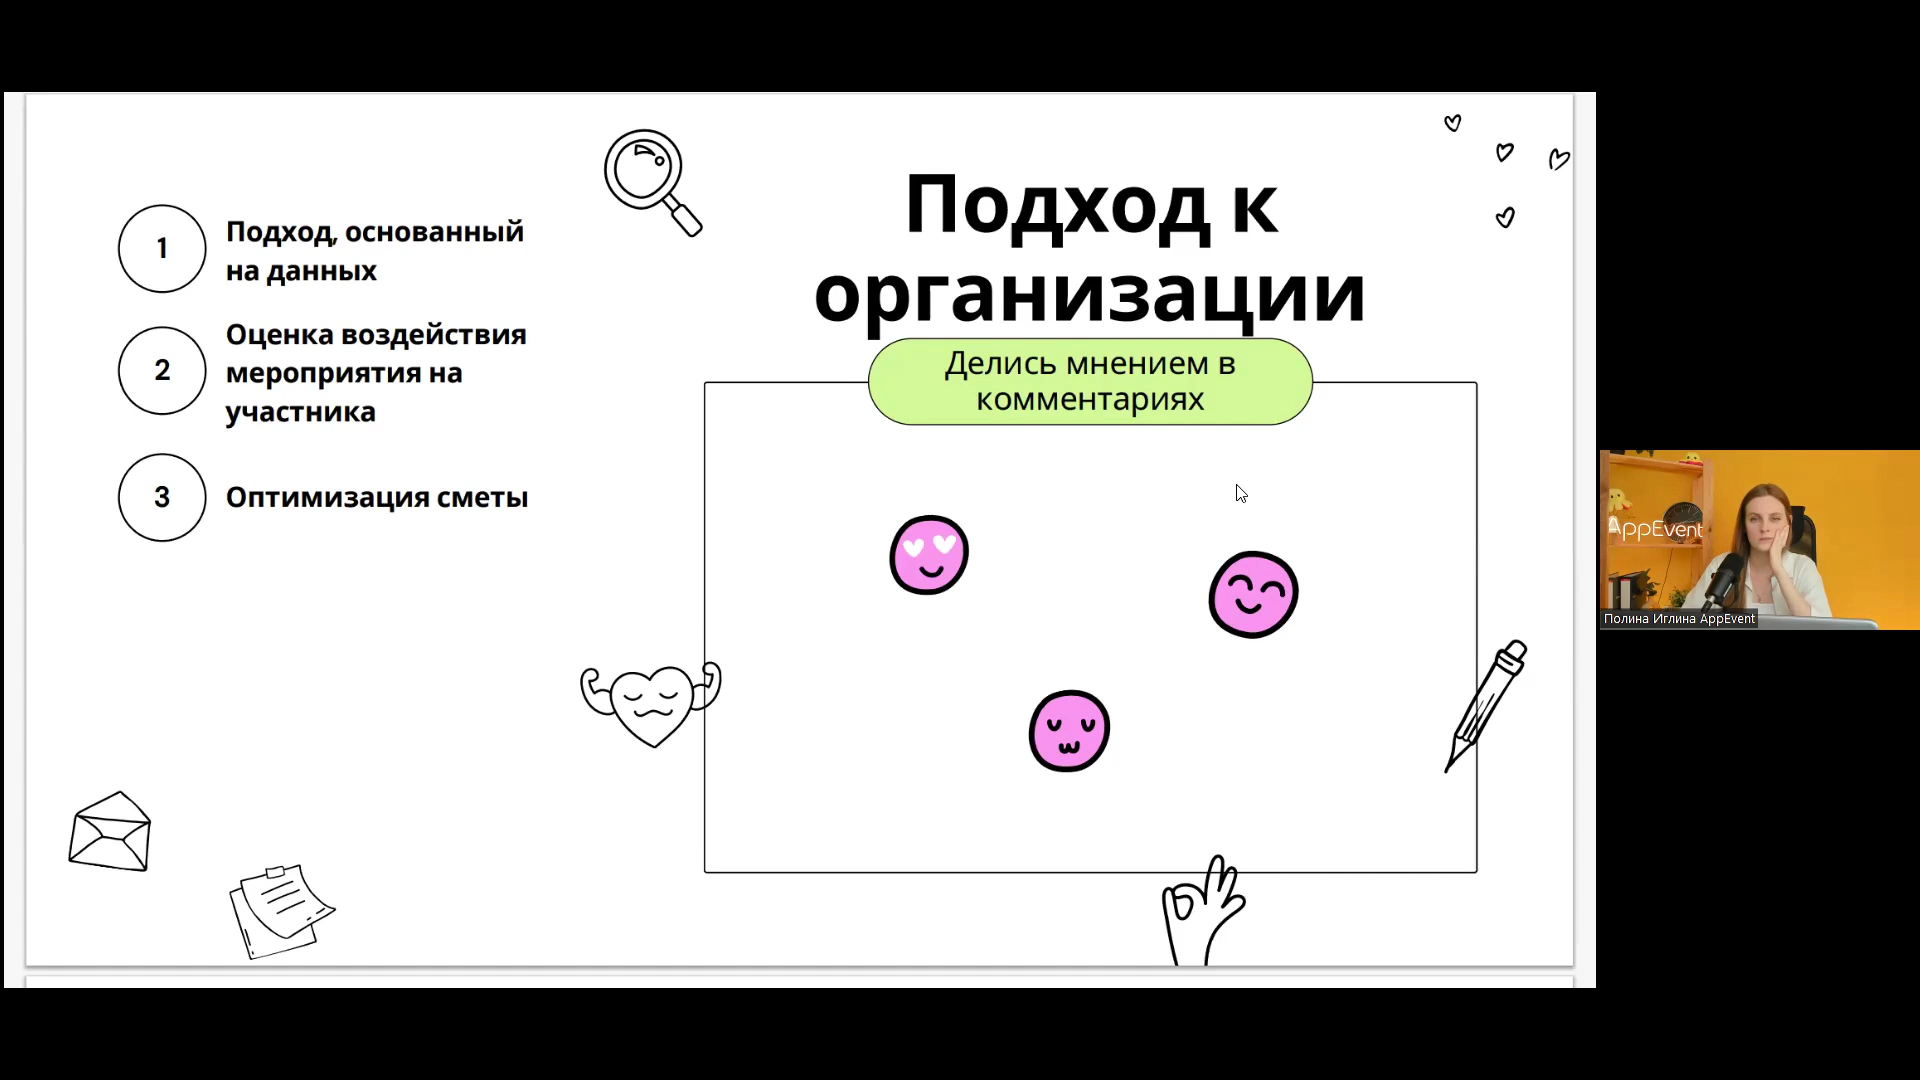 1
Подход, основанный
на данных
2
Оценка воздействия
мероприятия на
участника
3
Оптимизация сметы
Подход к
организации
Делись мнением в
комментариях
AppEvent
Полина Иглина AppEvent